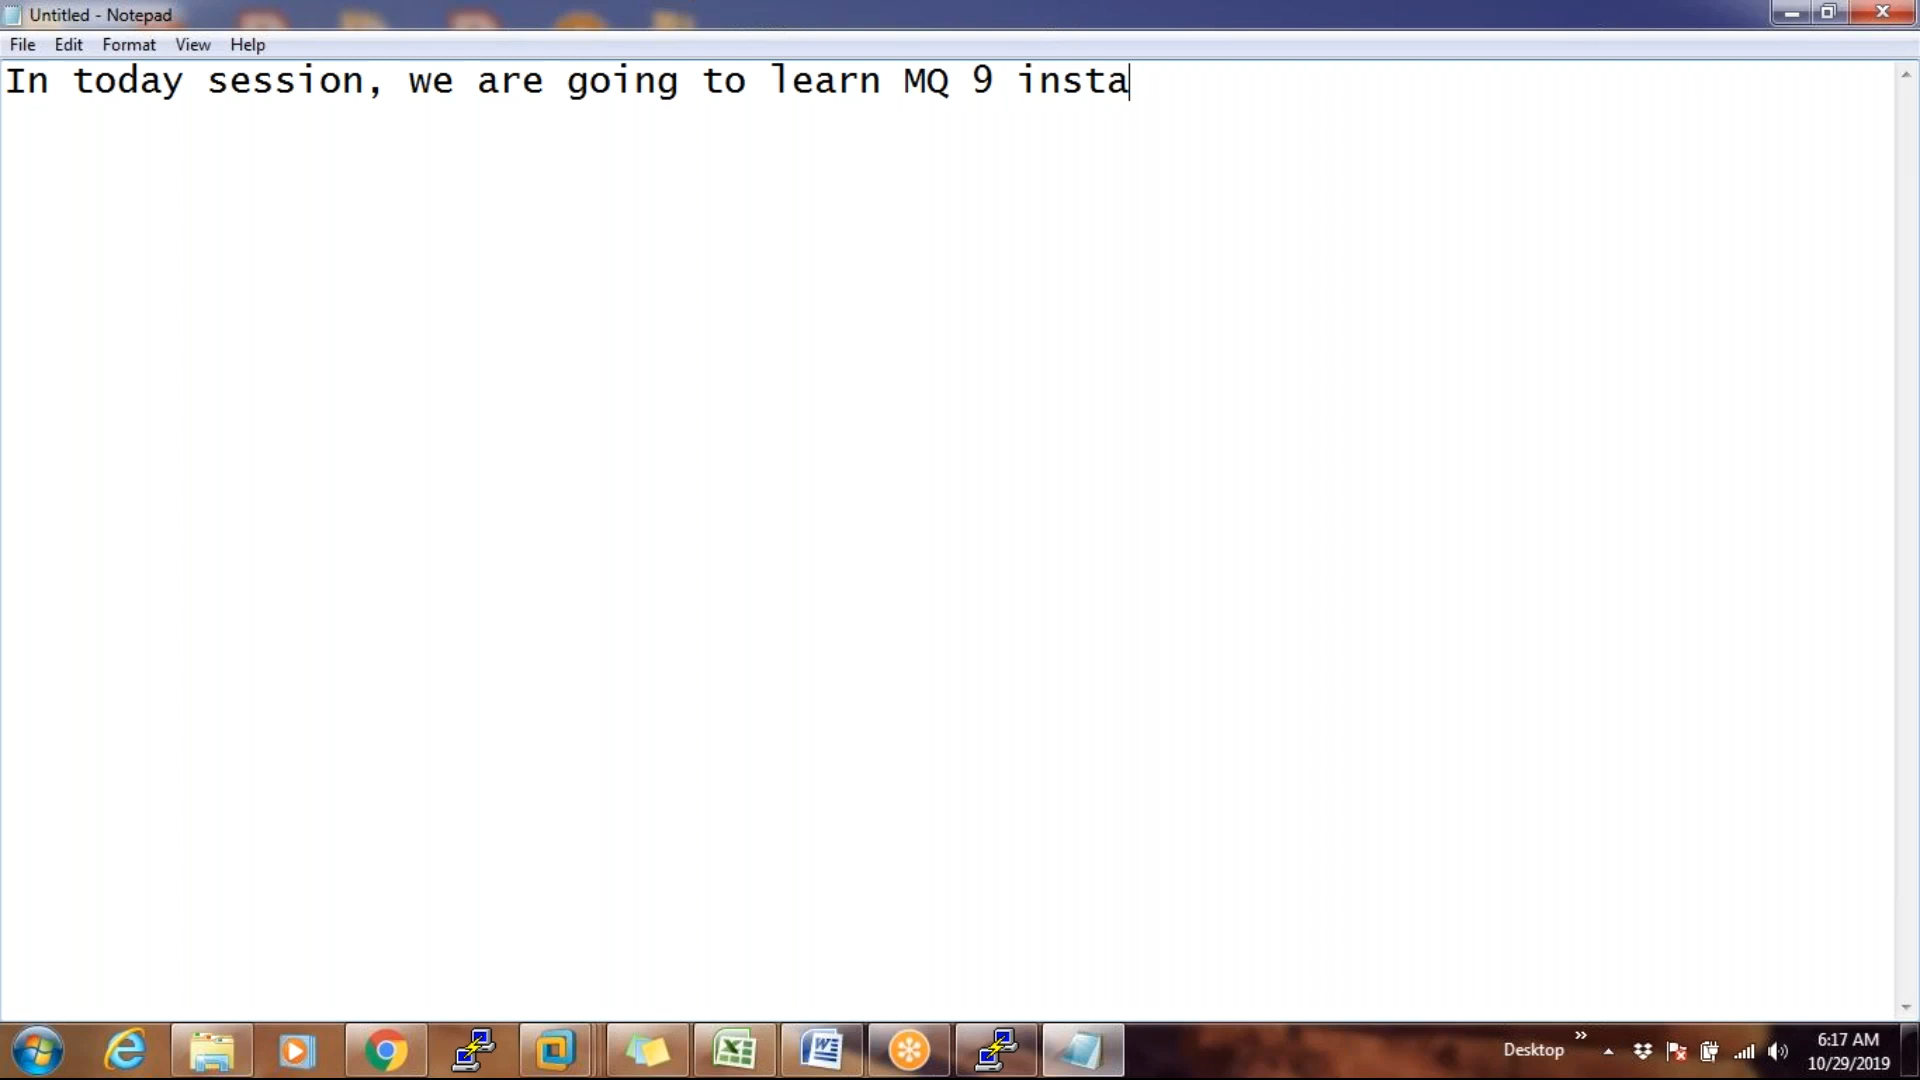 Untitled - Notepad
File Edit Format View Help
In today session, we are going to learn MQ 9 insta
Desktop
6:17 AM
10/29/2019